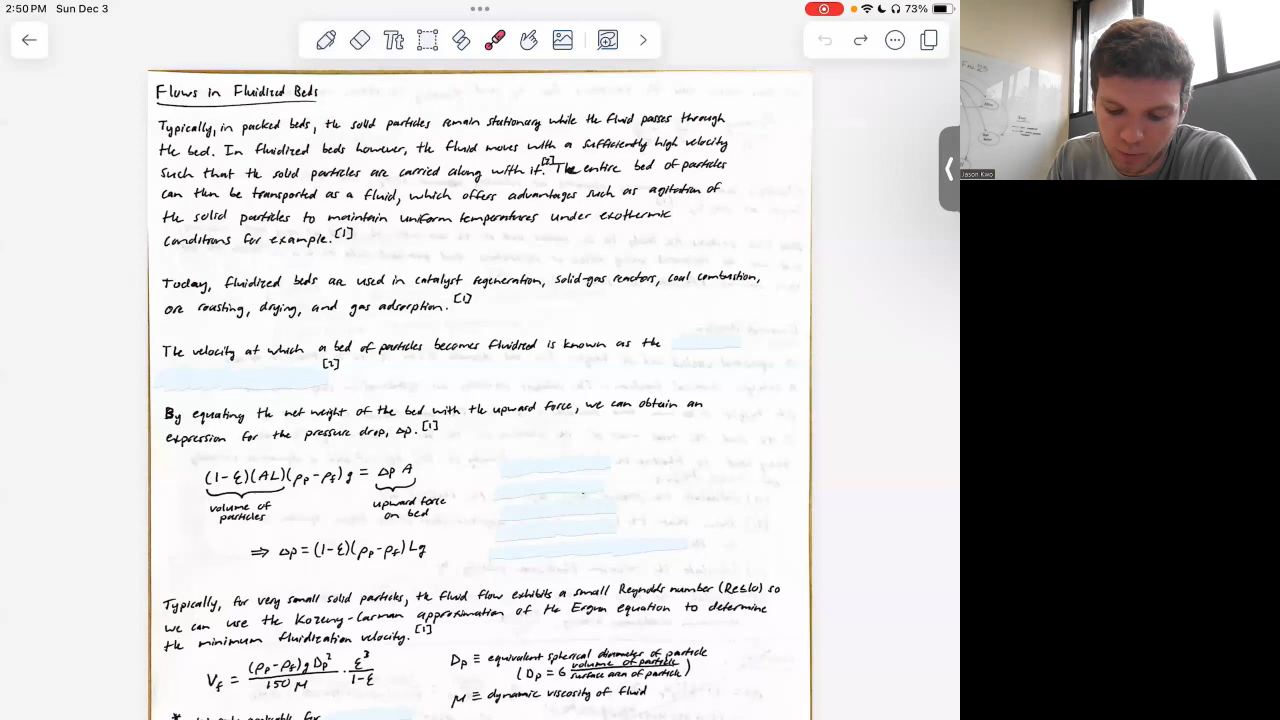 2:50 PM Sun Dec 3
73%
Tt
Flows in Fluidized Beds
Typically, in packed beds, the solid particles remain stationary while the fluid passes through
the bed. In fluidized beds however, the fluid moves with a sufficiently high velocity
such that the solid particles are carried along with it.[2] The entire bed of particles
can then be transported as a fluid, which offers advantages such as agitation of
the solid particles to maintain uniform temperatures under exothermic
conditions for example.[1]
Today, fluidized beds are used in catalyst regeneration, solid-gas reactors, coal combustion,
ore roasting, drying, and gas adsorption.[1]
The velocity at which a bed of particles becomes fluidized is known as the
[2]
By equating the net weight of the bed with the upward force, we can obtain an
expression for the pressure drop, Δp.[1]
(1-ε)(AL)(ρp-ρf)g = Δp A
volume of particles
upward force on bed
⇒ Δp = (1-ε)(ρp-ρf)Lg
Typically, for very small solid particles, the fluid flow exhibits a small Reynolds number (Re≤10) so
we can use the Kozeny-Carman approximation of the Ergun equation to determine
the minimum fluidization velocity.[1]
Vf = (ρp-ρf)g Dp²/150 μ · ε³/1-ε
Dp ≡ equivalent spherical diameter of particle
(Dp = 6 volume of particle/surface area of particle)
μ ≡ dynamic viscosity of fluid
Jason Kwo